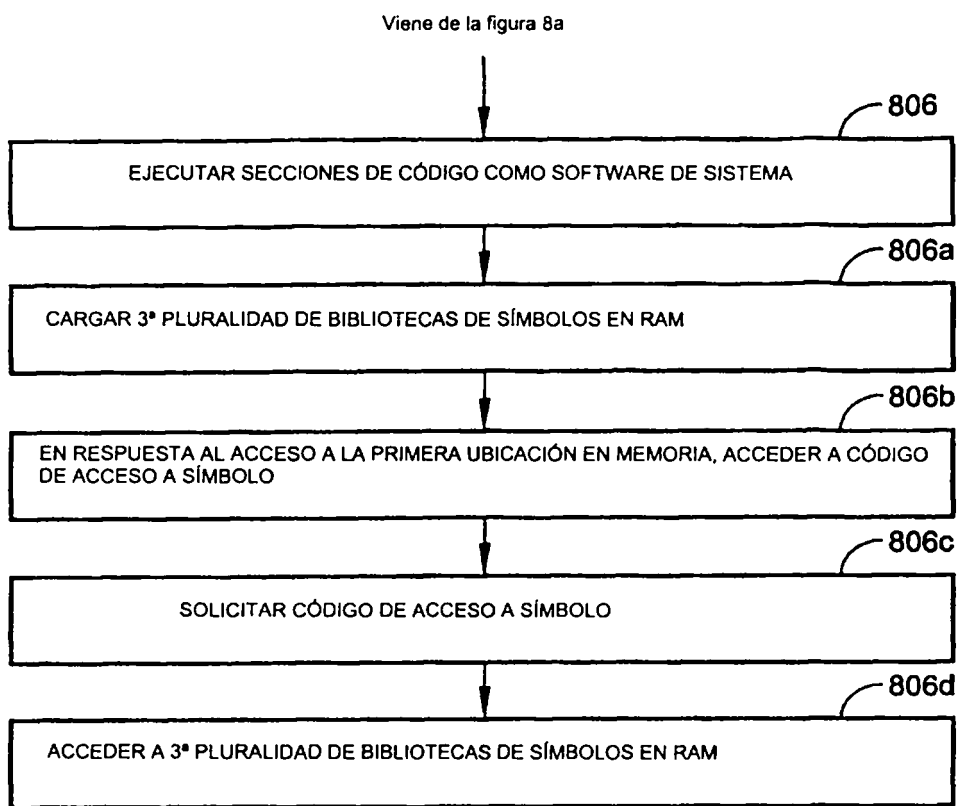 Viene de la figura 8a
806
EJECUTAR SECCIONES DE CÓDIGO COMO SOFTWARE DE SISTEMA
806a
CARGAR 3ª PLURALIDAD DE BIBLIOTECAS DE SÍMBOLOS EN RAM
806b
EN RESPUESTA AL ACCESO A LA PRIMERA UBICACIÓN EN MEMORIA, ACCEDER A CÓDIGO
DE ACCESO A SÍMBOLO
806c
SOLICITAR CÓDIGO DE ACCESO A SÍMBOLO
806d
ACCEDER A 3ª PLURALIDAD DE BIBLIOTECAS DE SÍMBOLOS EN RAM